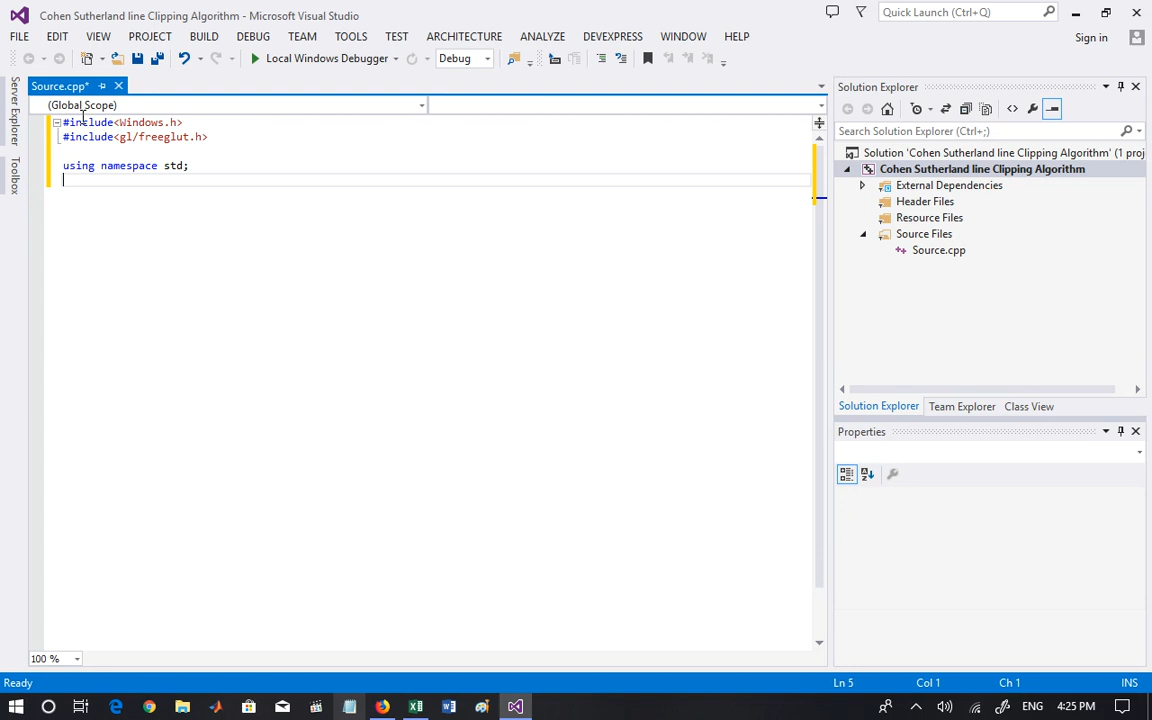 Cohen Sutherland line Clipping Algorithm - Microsoft Visual Studio
Quick Launch (Ctrl+Q)
FILE EDIT VIEW PROJECT BUILD DEBUG TEAM TOOLS TEST ARCHITECTURE ANALYZE DEVEXPRESS WINDOW HELP
Sign in
Local Windows Debugger
Debug
Server Explorer
Toolbox
Source.cpp*
(Global Scope)
#include<Windows.h>
#include<gl/freeglut.h>
using namespace std;
100 %
Solution Explorer
Search Solution Explorer (Ctrl+;)
Solution 'Cohen Sutherland line Clipping Algorithm' (1 proj
Cohen Sutherland line Clipping Algorithm
External Dependencies
Header Files
Resource Files
Source Files
Source.cpp
Solution Explorer Team Explorer Class View
Properties
Ready
Ln 5 Col 1 Ch 1 INS
ENG 4:25 PM